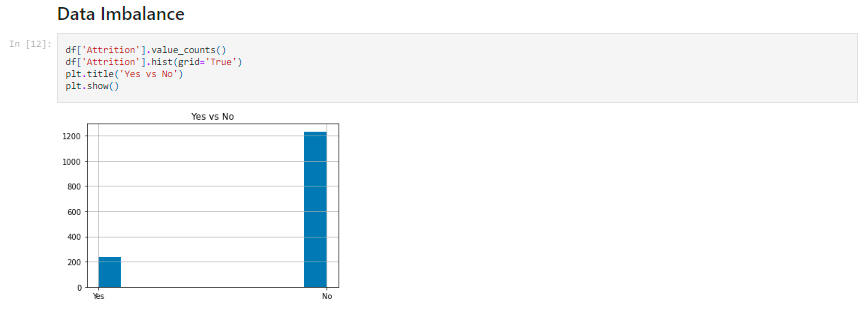 Data Imbalance
In [12]:
df['Attrition'].value_counts()
df['Attrition'].hist(grid='True')
plt.title('Yes vs No')
plt.show()
Yes vs No
1200
1000
800
600
400
200
0
Yes No